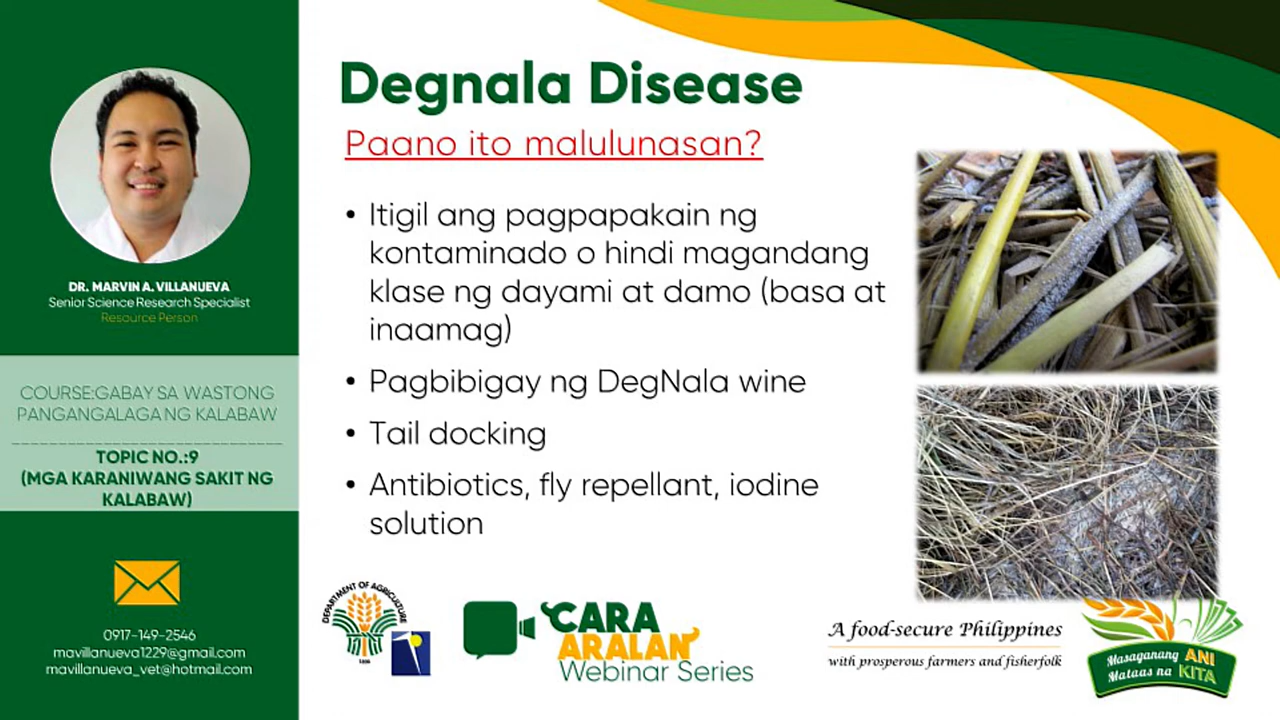 Degnala Disease
Paano ito malulunasan?
• Itigil ang pagpapakain ng
kontaminado o hindi magandang
klase ng dayami at damo (basa at
inaamag)
• Pagbibigay ng DegNala wine
• Tail docking
• Antibiotics, fly repellant, iodine
solution
DR. MARVIN A. VILLANUEVA
Senior Science Research Specialist
Resource Person
COURSE:GABAY SA WASTONG
PANGANGALAGA NG KALABAW
TOPIC NO.:9
(MGA KARANIWANG SAKIT NG
KALABAW)
0917-149-2546
mavillanueva1229@gmail.com
mavillanueva_vet@hotmail.com
DEPARTMENT OF AGRICULTURE
CARA
ARALAN
Webinar Series
A food-secure Philippines
with prosperous farmers and fisherfolk
Masaganang ANI
Mataas na KITA